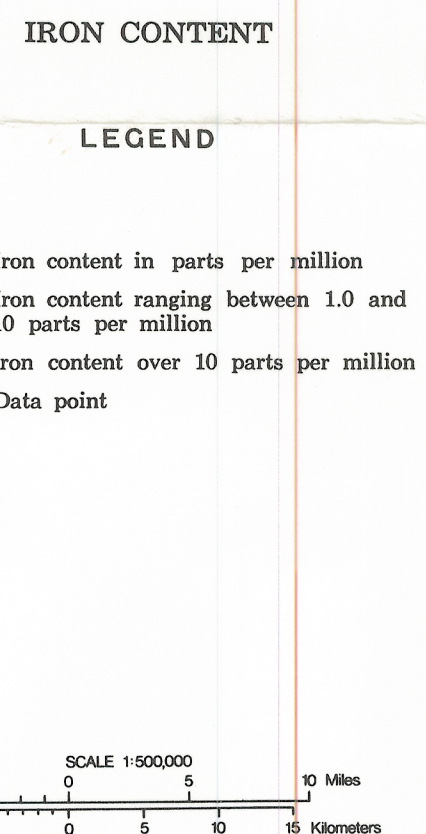 IRON CONTENT
LEGEND
ron content in parts per million
ron content ranging between 1.0 and
0 parts per million
ron content over 10 parts per million
Data point
SCALE 1:500,000
0 5 10 Miles
0 5 10 15 Kilometers